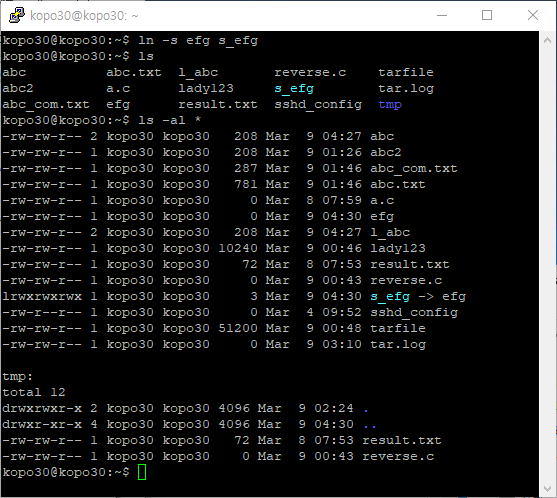 kopo30@kopo30: ~
kopo30@kopo30:~$ ln -s efg s_efg
kopo30@kopo30:~$ ls
abc          abc.txt  l_abc       reverse.c    tarfile
abc2         a.c      lady123     s_efg        tar.log
abc_com.txt  efg      result.txt  sshd_config  tmp
kopo30@kopo30:~$ ls -al *
-rw-rw-r-- 2 kopo30 kopo30   208 Mar  9 04:27 abc
-rw-rw-r-- 1 kopo30 kopo30   208 Mar  9 01:26 abc2
-rw-rw-r-- 1 kopo30 kopo30   287 Mar  9 01:46 abc_com.txt
-rw-rw-r-- 1 kopo30 kopo30   781 Mar  9 01:46 abc.txt
-rw-rw-r-- 1 kopo30 kopo30     0 Mar  8 07:59 a.c
-rw-rw-r-- 1 kopo30 kopo30     0 Mar  9 04:30 efg
-rw-rw-r-- 2 kopo30 kopo30   208 Mar  9 04:27 l_abc
-rw-rw-r-- 1 kopo30 kopo30 10240 Mar  9 00:46 lady123
-rw-rw-r-- 1 kopo30 kopo30    72 Mar  8 07:53 result.txt
-rw-rw-r-- 1 kopo30 kopo30     0 Mar  9 00:43 reverse.c
lrwxrwxrwx 1 kopo30 kopo30     3 Mar  9 04:30 s_efg -> efg
-rw-r--r-- 1 kopo30 kopo30     0 Mar  4 09:52 sshd_config
-rw-rw-r-- 1 kopo30 kopo30 51200 Mar  9 00:48 tarfile
-rw-rw-r-- 1 kopo30 kopo30     0 Mar  9 03:10 tar.log
tmp:
total 12
drwxrwxr-x 2 kopo30 kopo30 4096 Mar  9 02:24 .
drwxr-xr-x 4 kopo30 kopo30 4096 Mar  9 04:30 ..
-rw-rw-r-- 1 kopo30 kopo30   72 Mar  8 07:53 result.txt
-rw-rw-r-- 1 kopo30 kopo30    0 Mar  9 00:43 reverse.c
kopo30@kopo30:~$